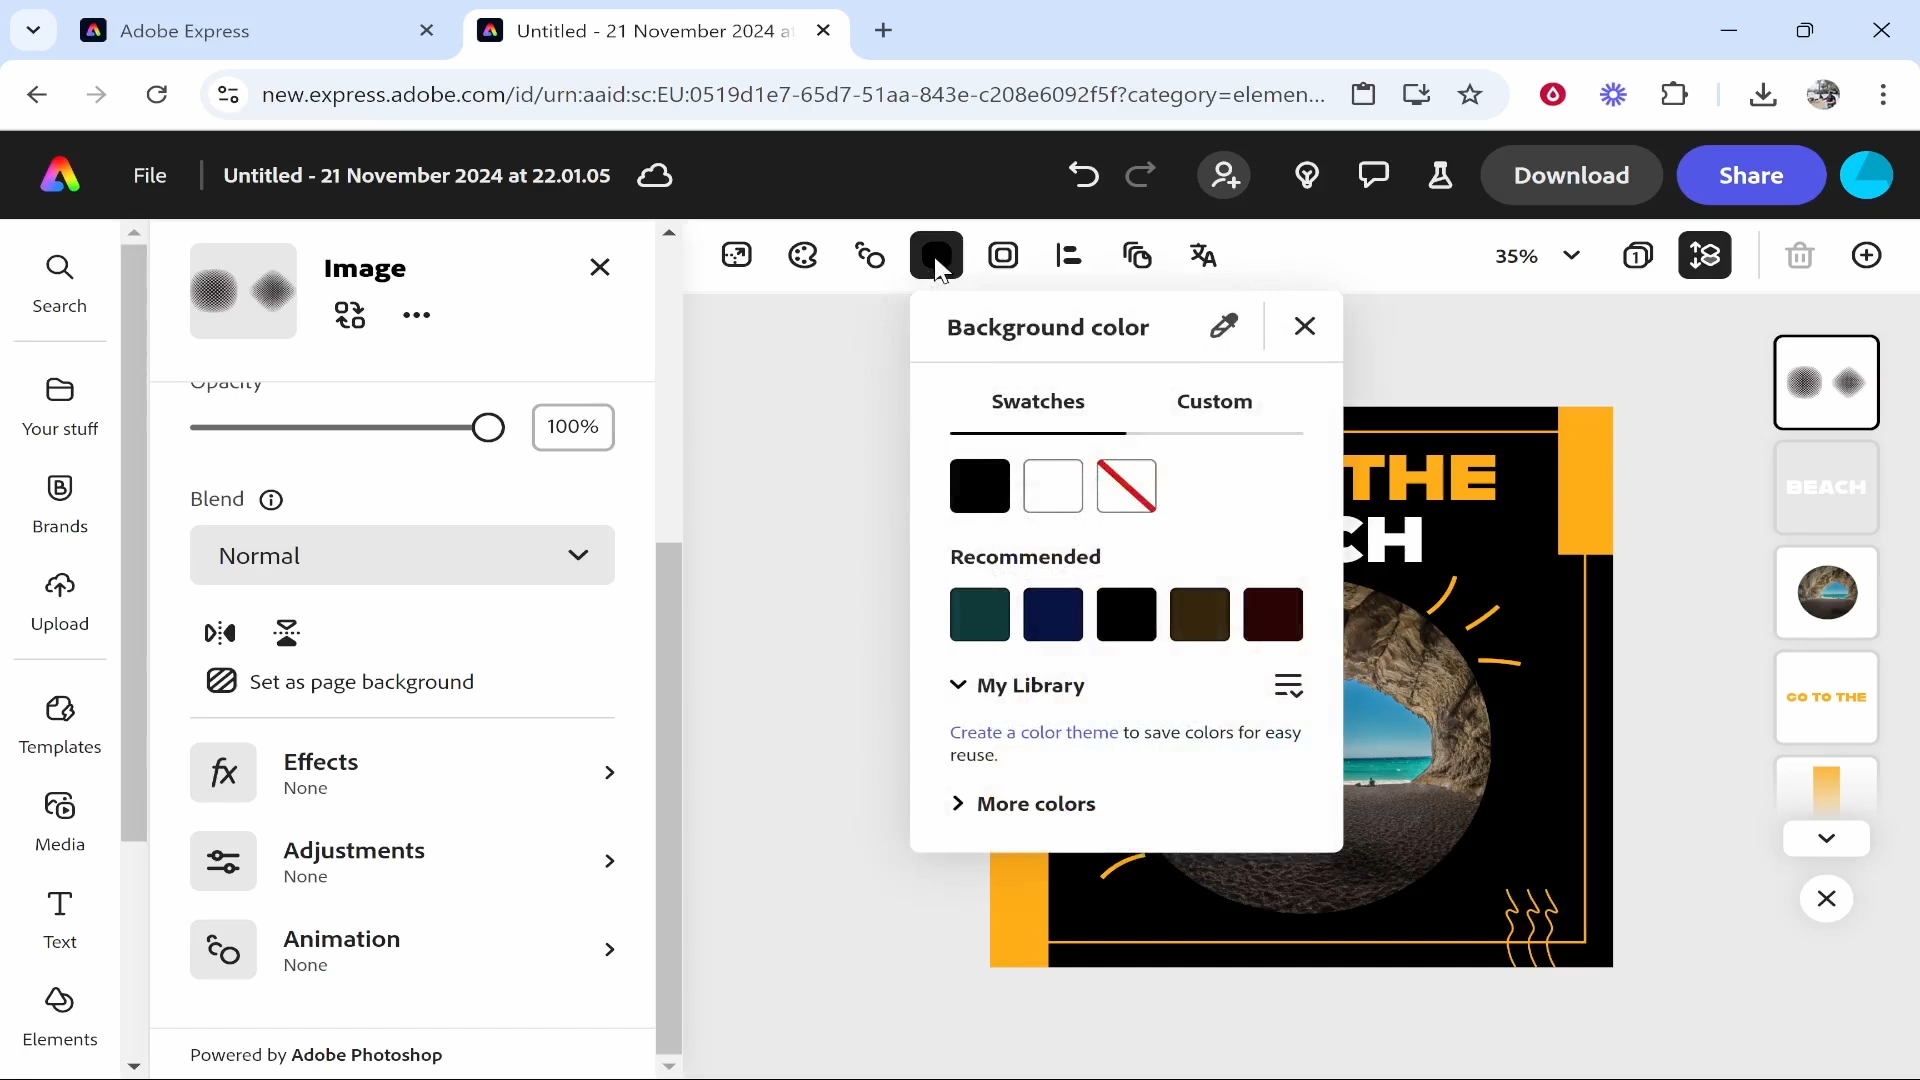 Adobe Express
Untitled - 21 November 2024 a
new.express.adobe.com/id/urn:aaid:sc:EU:0519d1e7-65d7-51aa-843e-c208e6092f5f?category=elemen...
File
Untitled - 21 November 2024 at 22.01.05
Download
Share
Search
Your stuff
Brands
Upload
Templates
Media
Text
Elements
Image
Opacity
100%
Blend
Normal
Set as page background
Effects
None
Adjustments
None
Animation
None
Powered by Adobe Photoshop
35%
1
Background color
Swatches
Custom
Recommended
My Library
Create a color theme to save colors for easy
reuse.
More colors
THE
CH
BEACH
GO TO THE